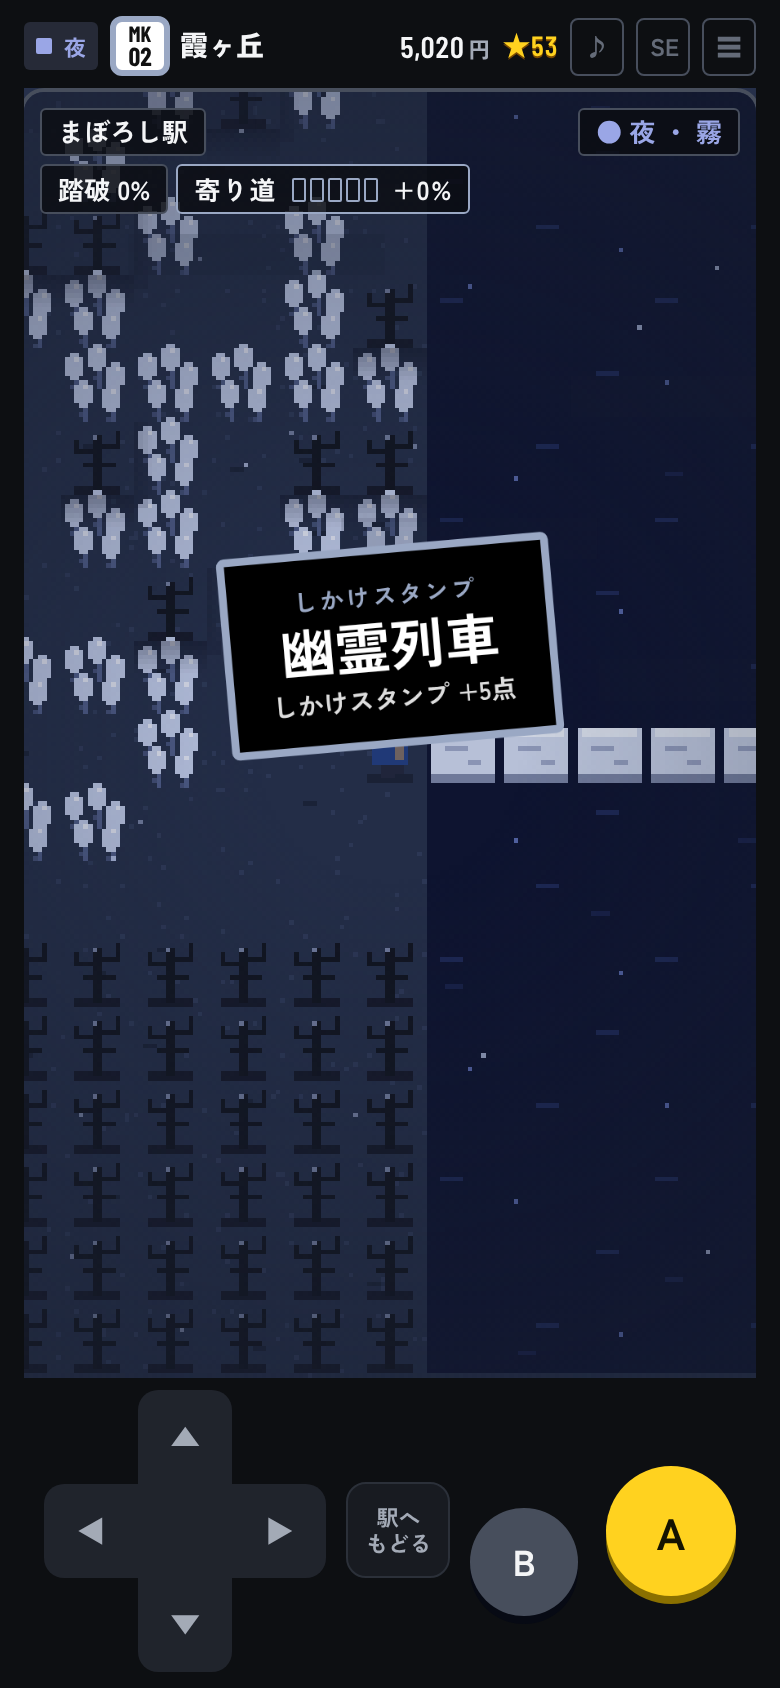 夜 MK 02 霞ヶ丘 5,020円 ★53 SE
まぼろし駅
夜・霧
踏破 0%
寄り道 ▯▯▯▯▯ +0%
しかけスタンプ
幽霊列車
しかけスタンプ +5点
駅へ
もどる
B
A